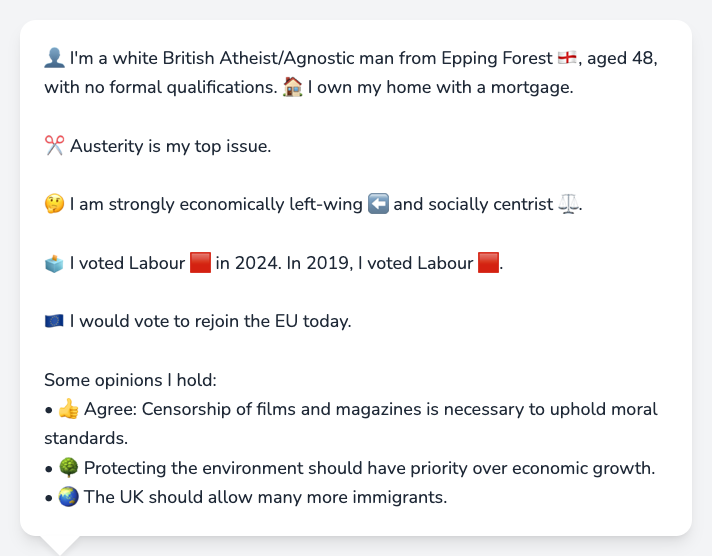 👤 I'm a white British Atheist/Agnostic man from Epping Forest 🏴󠁧󠁢󠁥󠁮󠁧󠁿, aged 48,
with no formal qualifications. 🏠 I own my home with a mortgage.
✂️ Austerity is my top issue.
🤔 I am strongly economically left-wing ⬅️ and socially centrist ⚖️.
🗳️ I voted Labour 🟥 in 2024. In 2019, I voted Labour 🟥.
🇪🇺 I would vote to rejoin the EU today.
Some opinions I hold:
• 👍 Agree: Censorship of films and magazines is necessary to uphold moral
standards.
• 🌳 Protecting the environment should have priority over economic growth.
• 🌏 The UK should allow many more immigrants.